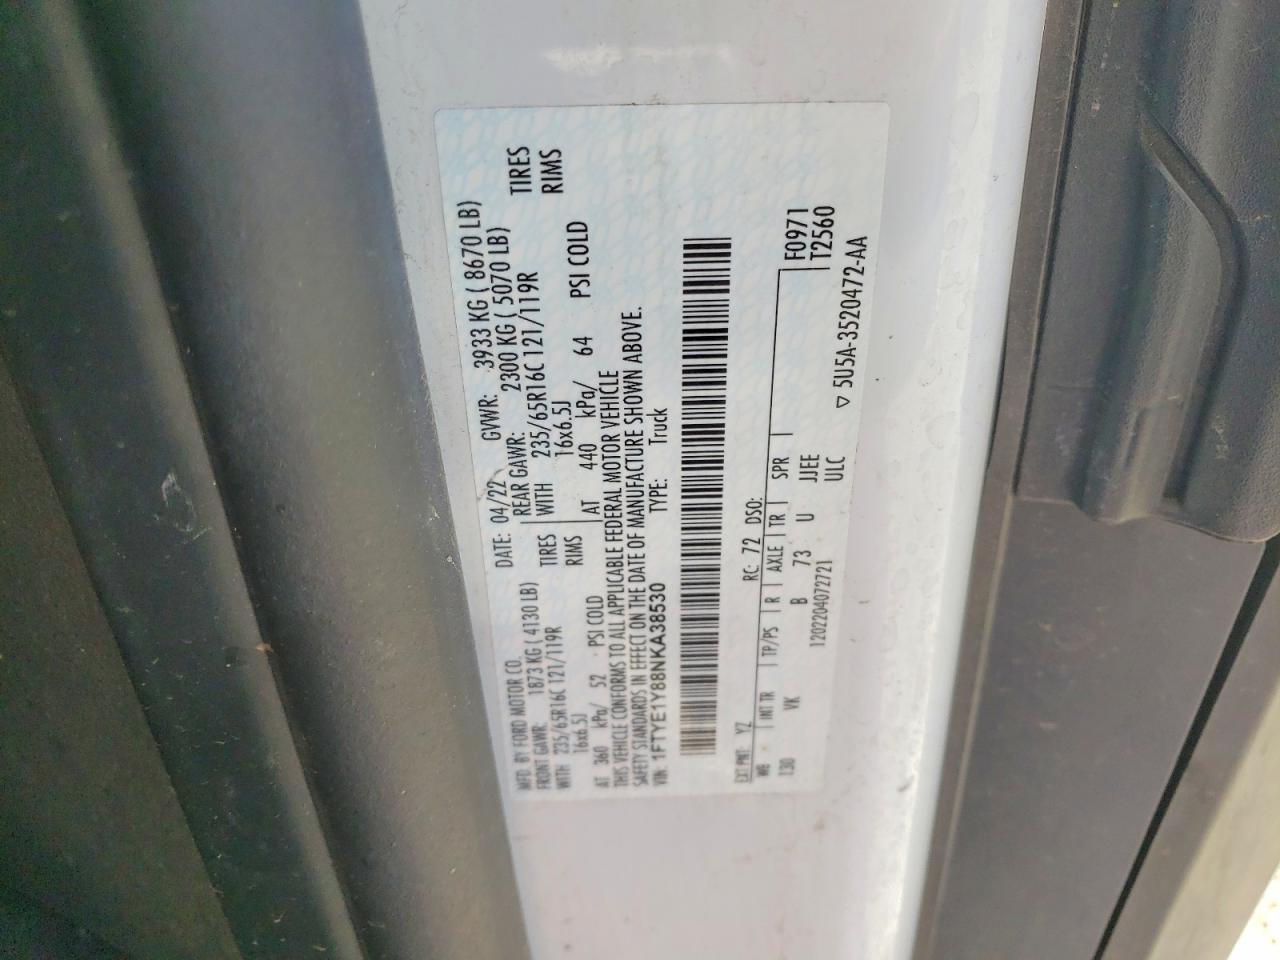 MFD. BY FORD MOTOR CO. DATE: 04/22 GVWR: 3933 KG ( 8670 LB)
FRONT GAWR: 1873 KG ( 4130 LB) REAR GAWR: 2300 KG ( 5070 LB)
WITH 235/65R16C 121/119R TIRES WITH 235/65R16C 121/119R TIRES
16x6.5J RIMS 16x6.5J RIMS
AT 360 kPa/ 52 PSI COLD AT 440 kPa/ 64 PSI COLD
THIS VEHICLE CONFORMS TO ALL APPLICABLE FEDERAL MOTOR VEHICLE
SAFETY STANDARDS IN EFFECT ON THE DATE OF MANUFACTURE SHOWN ABOVE.
VIN: 1FTYE1Y88NKA38530 TYPE: Truck
EXT PNT: YZ RC: 72 DSO: F0971
WB INT TR TP/PS R AXLE TR SPR T2560
130 VK B 73 U JJEE
1202204072721 ULC
▽ 5U5A-3520472-AA